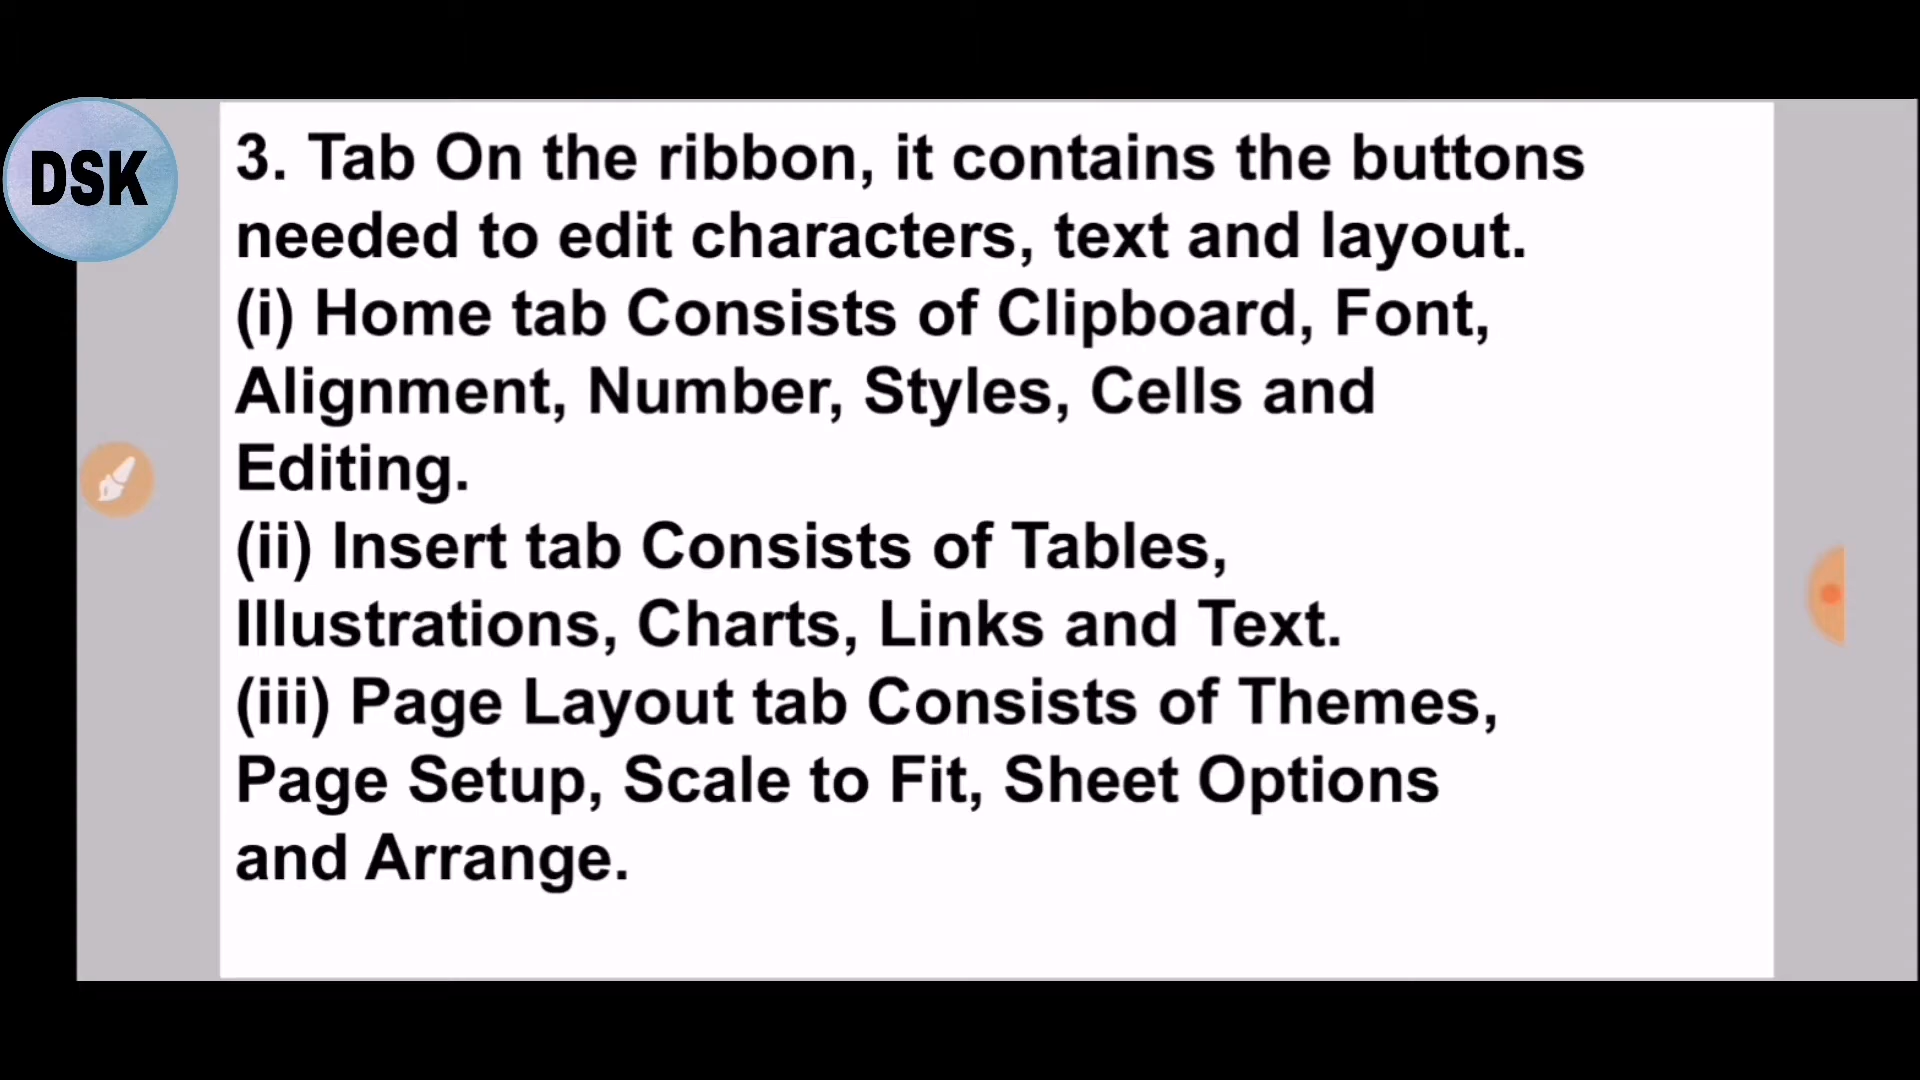 DSK
3. Tab On the ribbon, it contains the buttons
needed to edit characters, text and layout.
(i) Home tab Consists of Clipboard, Font,
Alignment, Number, Styles, Cells and
Editing.
(ii) Insert tab Consists of Tables,
Illustrations, Charts, Links and Text.
(iii) Page Layout tab Consists of Themes,
Page Setup, Scale to Fit, Sheet Options
and Arrange.